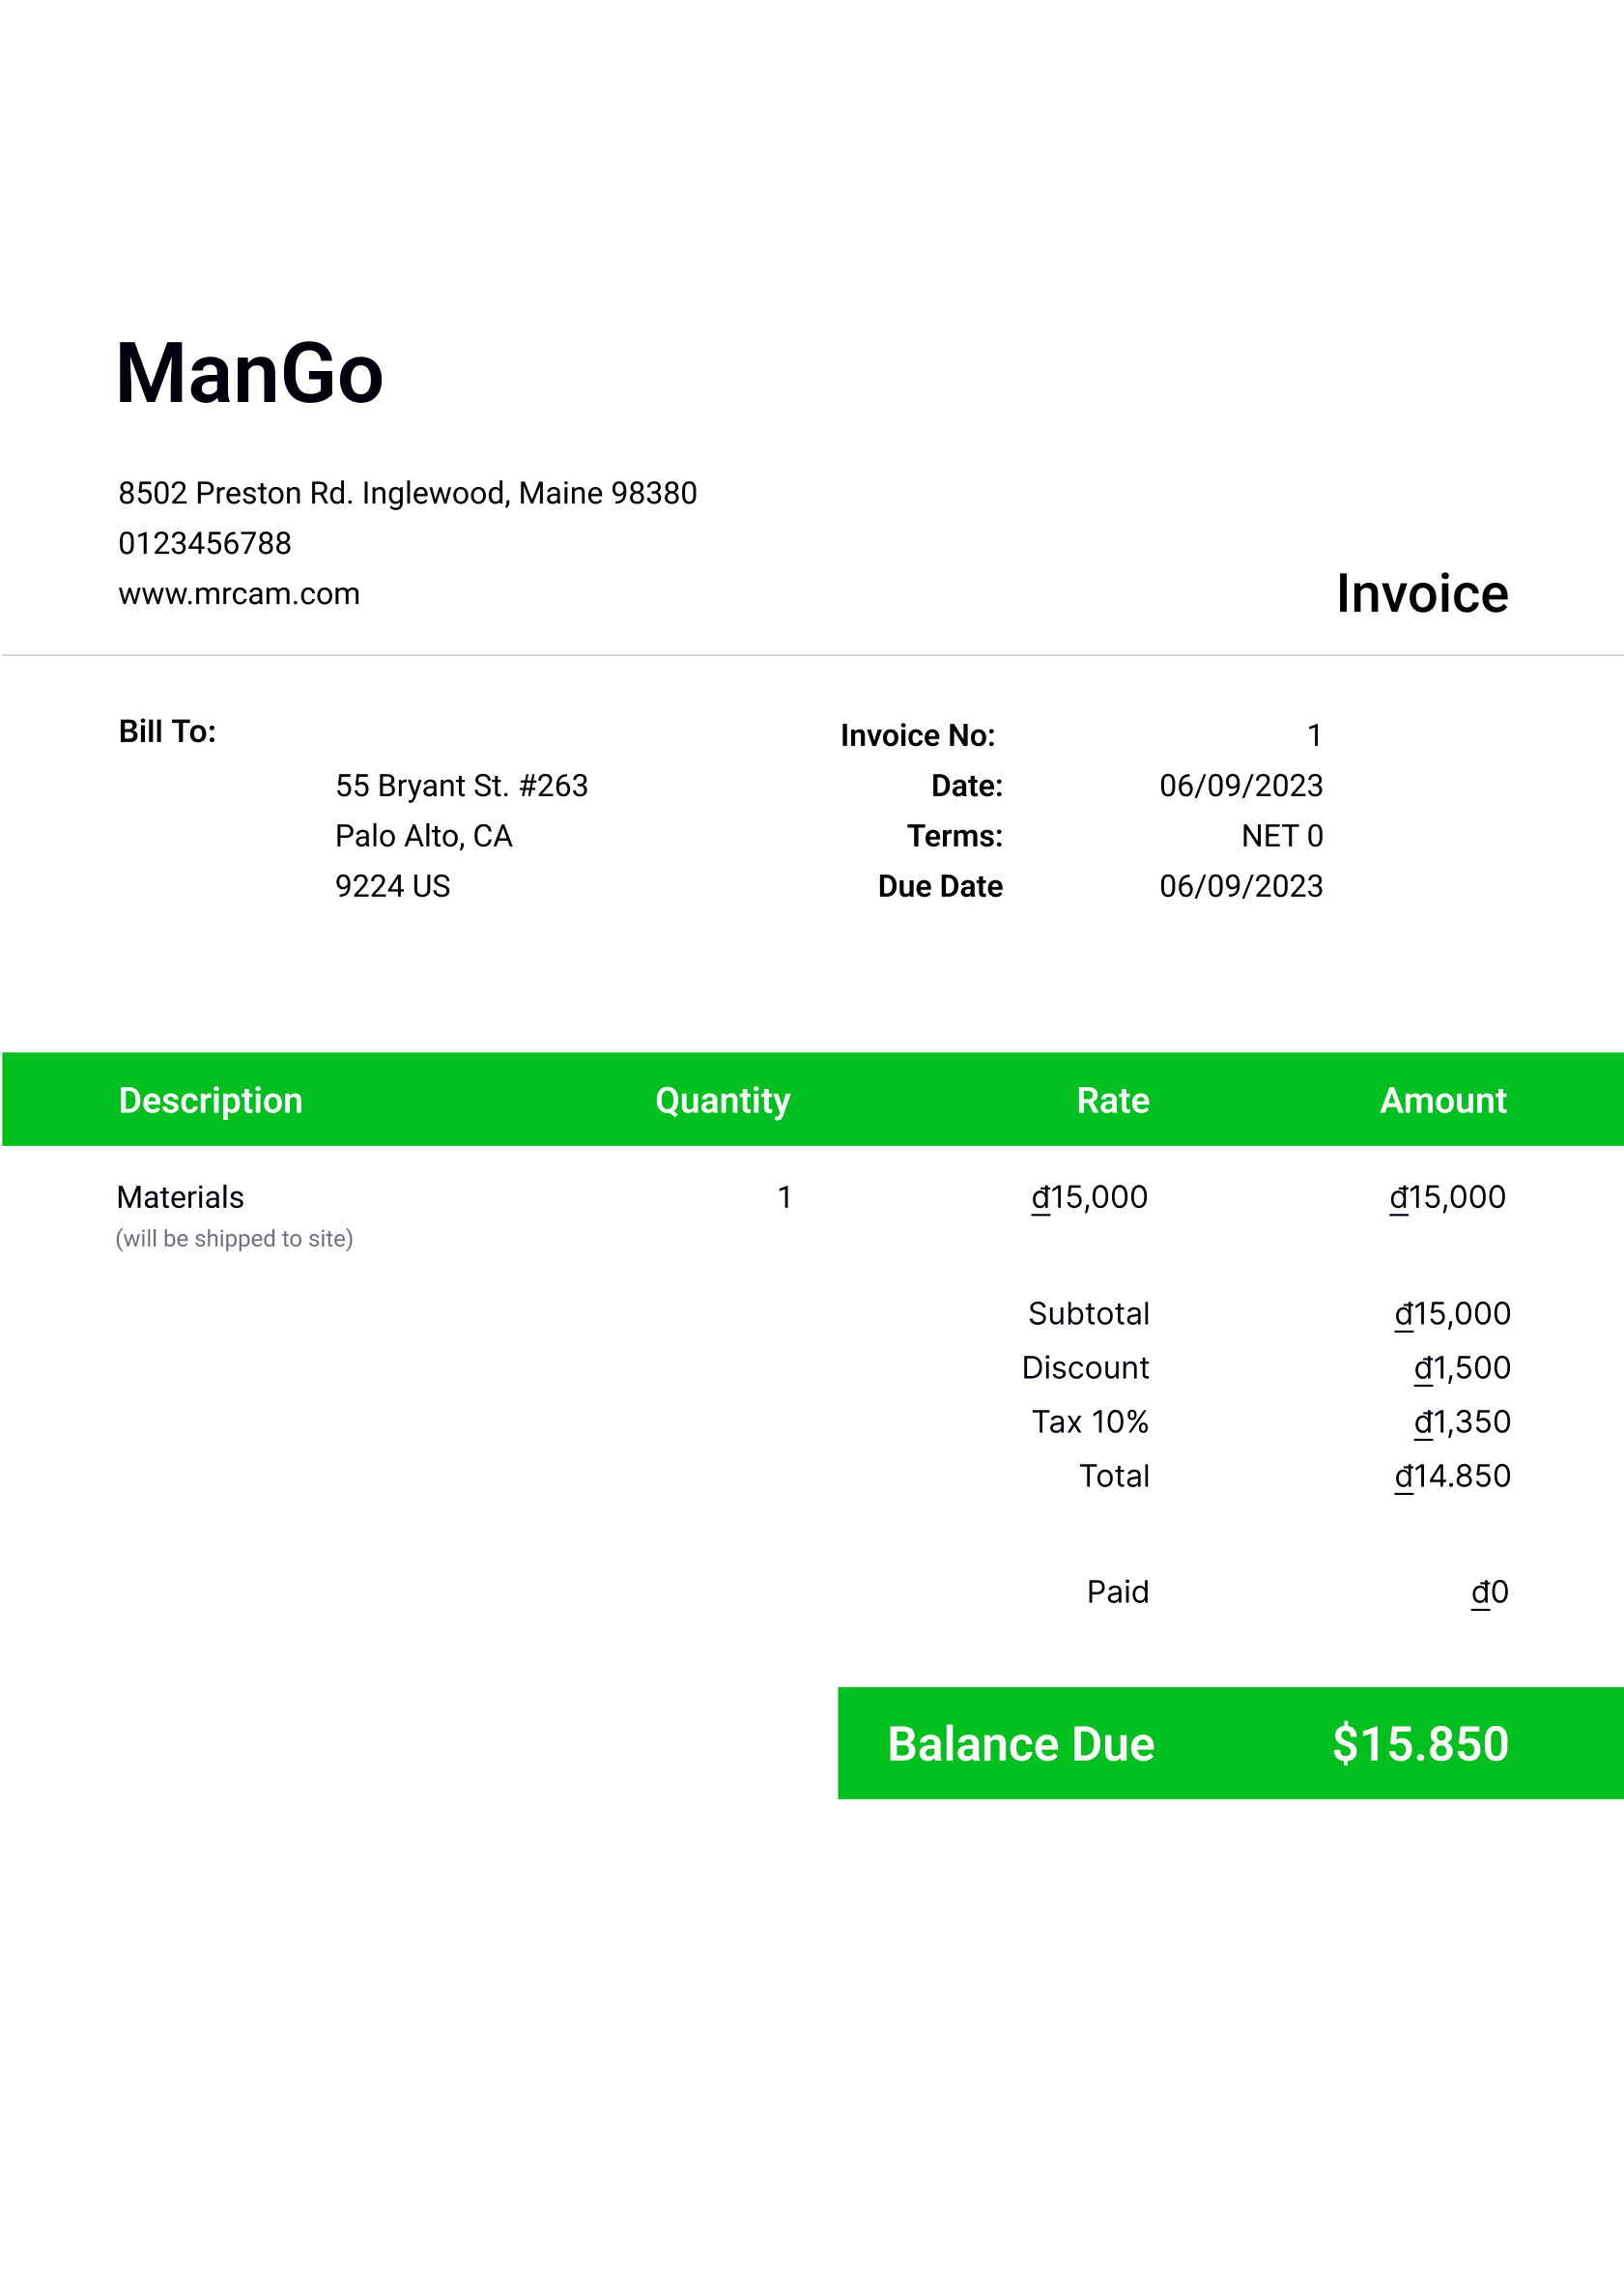 ManGo
8502 Preston Rd. Inglewood, Maine 98380
0123456788
www.mrcam.com
Invoice
Bill To:
55 Bryant St. #263
Palo Alto, CA
9224 US
Invoice No: 1
Date: 06/09/2023
Terms: NET 0
Due Date 06/09/2023
Description Quantity Rate Amount
Materials 1 ₫15,000 ₫15,000
(will be shipped to site)
Subtotal ₫15,000
Discount ₫1,500
Tax 10% ₫1,350
Total ₫14.850
Paid ₫0
Balance Due $15.850